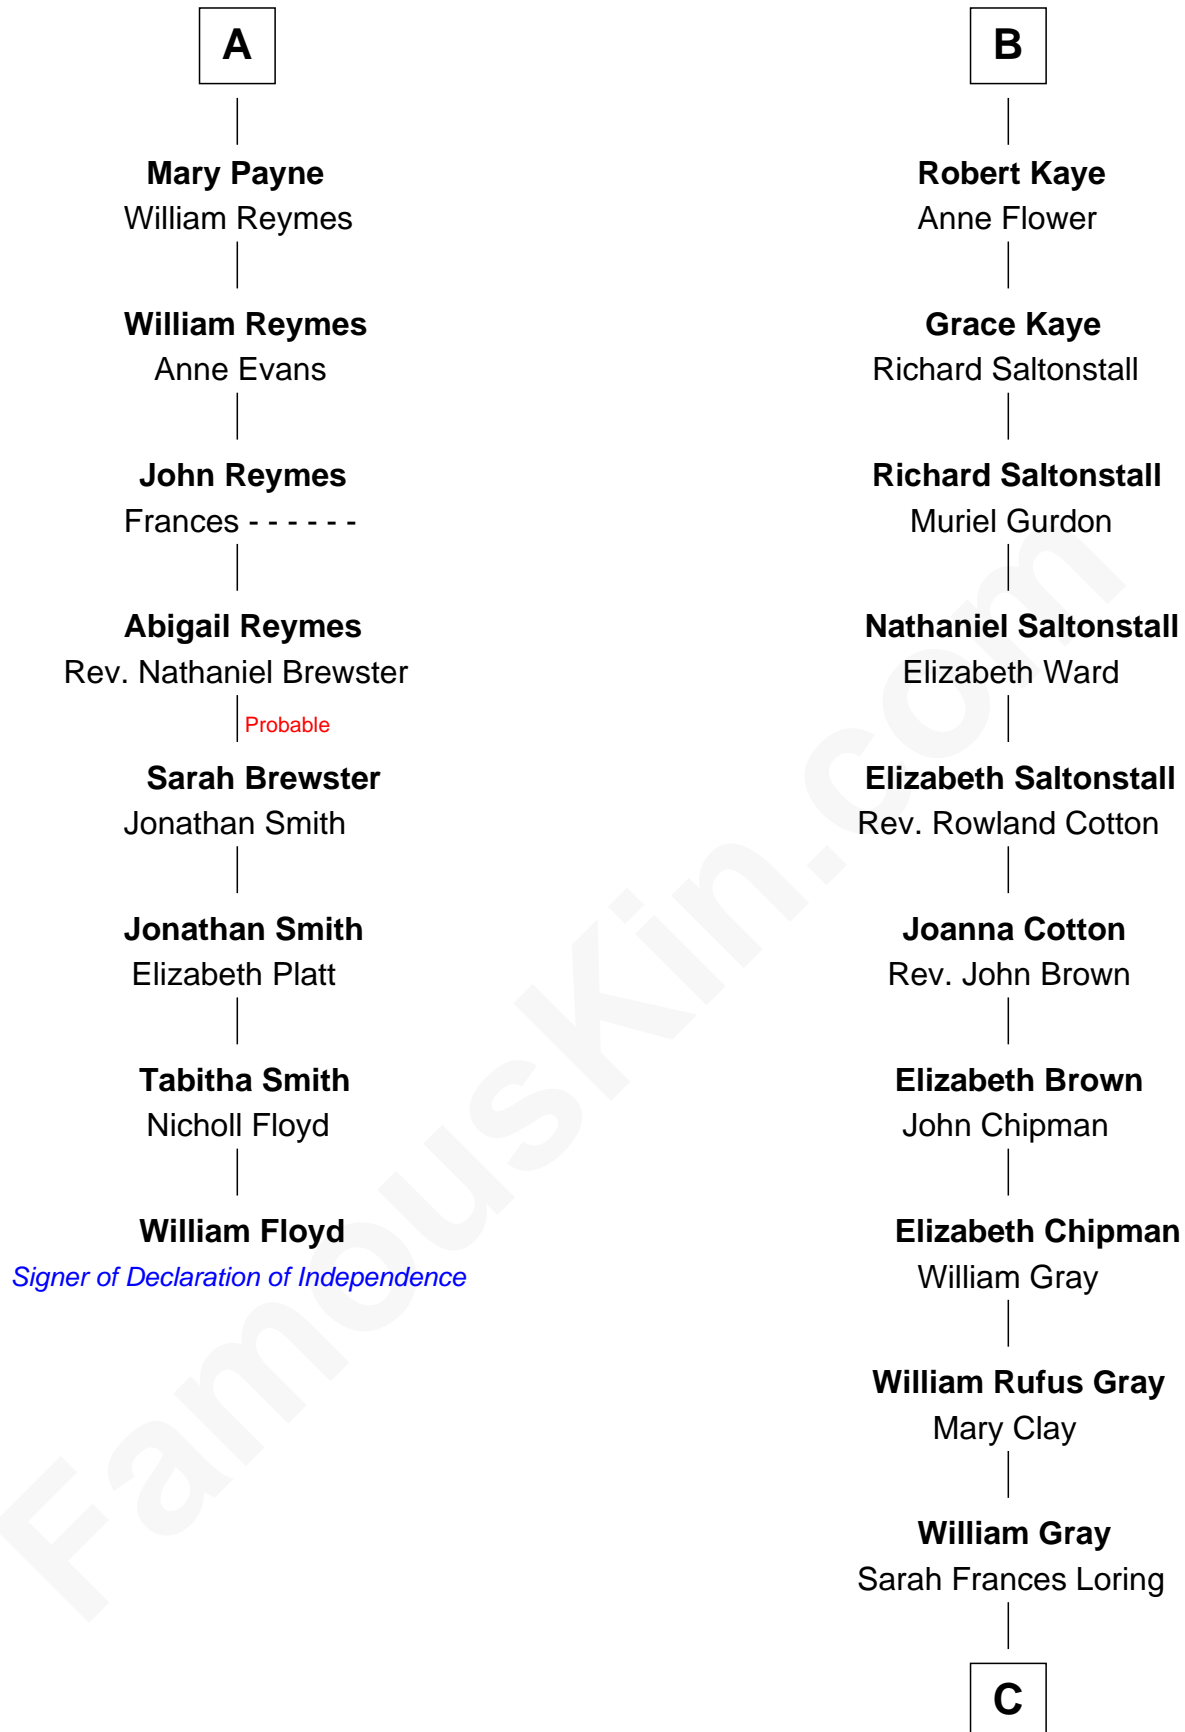 A
Mary Payne
William Reymes
William Reymes
Anne Evans
John Reymes
Frances - - - - - -
Abigail Reymes
Rev. Nathaniel Brewster
Probable
Sarah Brewster
Jonathan Smith
Jonathan Smith
Elizabeth Platt
Tabitha Smith
Nicholl Floyd
William Floyd
Signer of Declaration of Independence
B
Robert Kaye
Anne Flower
Grace Kaye
Richard Saltonstall
Richard Saltonstall
Muriel Gurdon
Nathaniel Saltonstall
Elizabeth Ward
Elizabeth Saltonstall
Rev. Rowland Cotton
Joanna Cotton
Rev. John Brown
Elizabeth Brown
John Chipman
Elizabeth Chipman
William Gray
William Rufus Gray
Mary Clay
William Gray
Sarah Frances Loring
C
FamousKin.com